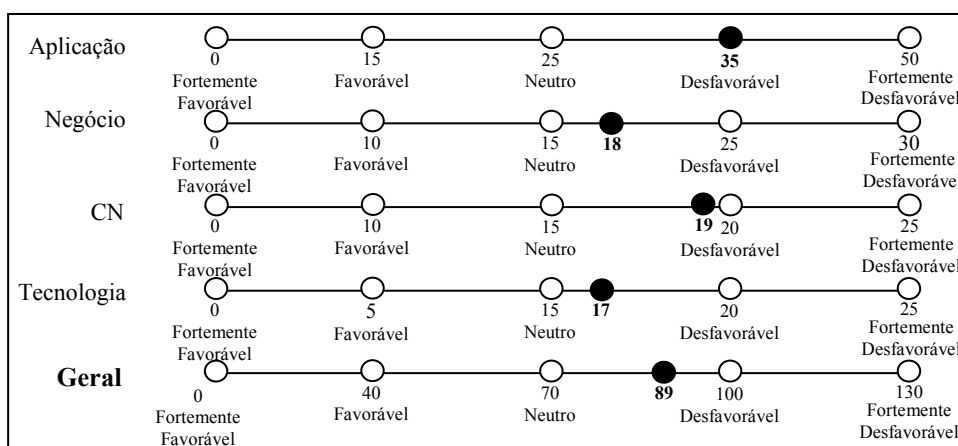 Aplicação
0 15 25 35 50
Fortemente Favorável Neutro Desfavorável Fortemente
Favorável Desfavorável
Negócio
0 10 15 18 25 30
Fortemente Favorável Neutro Desfavorável Fortemente
Favorável Desfavorável
CN
0 10 15 19 20 25
Fortemente Favorável Neutro Desfavorável Fortemente
Favorável Desfavorável
Tecnologia
0 5 15 17 20 25
Fortemente Favorável Neutro Desfavorável Fortemente
Favorável Desfavorável
Geral
0 40 70 89 100 130
Fortemente Favorável Neutro Desfavorável Fortemente
Favorável Desfavorável